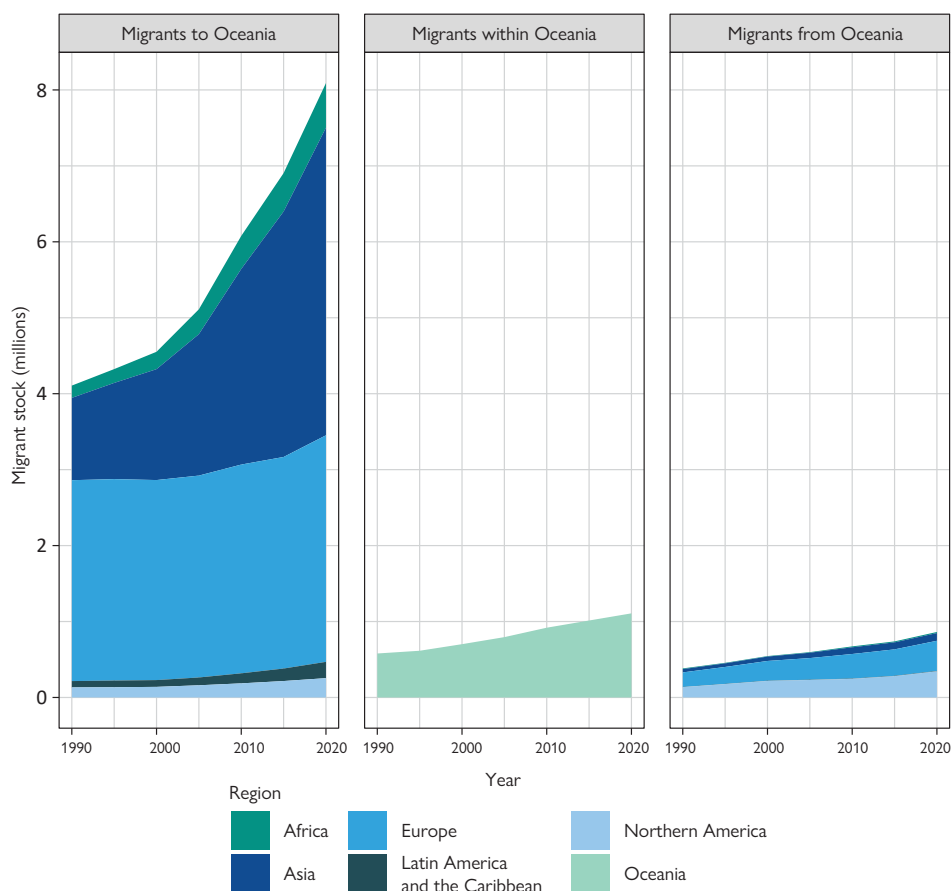 Migrants to Oceania
Migrants within Oceania
Migrants from Oceania
Migrant stock (millions)
8
6
4
2
0
1990 2000 2010 2020
1990 2000 2010 2020
1990 2000 2010 2020
Year
Region
Africa
Europe
Northern America
Asia
Latin America
and the Caribbean
Oceania